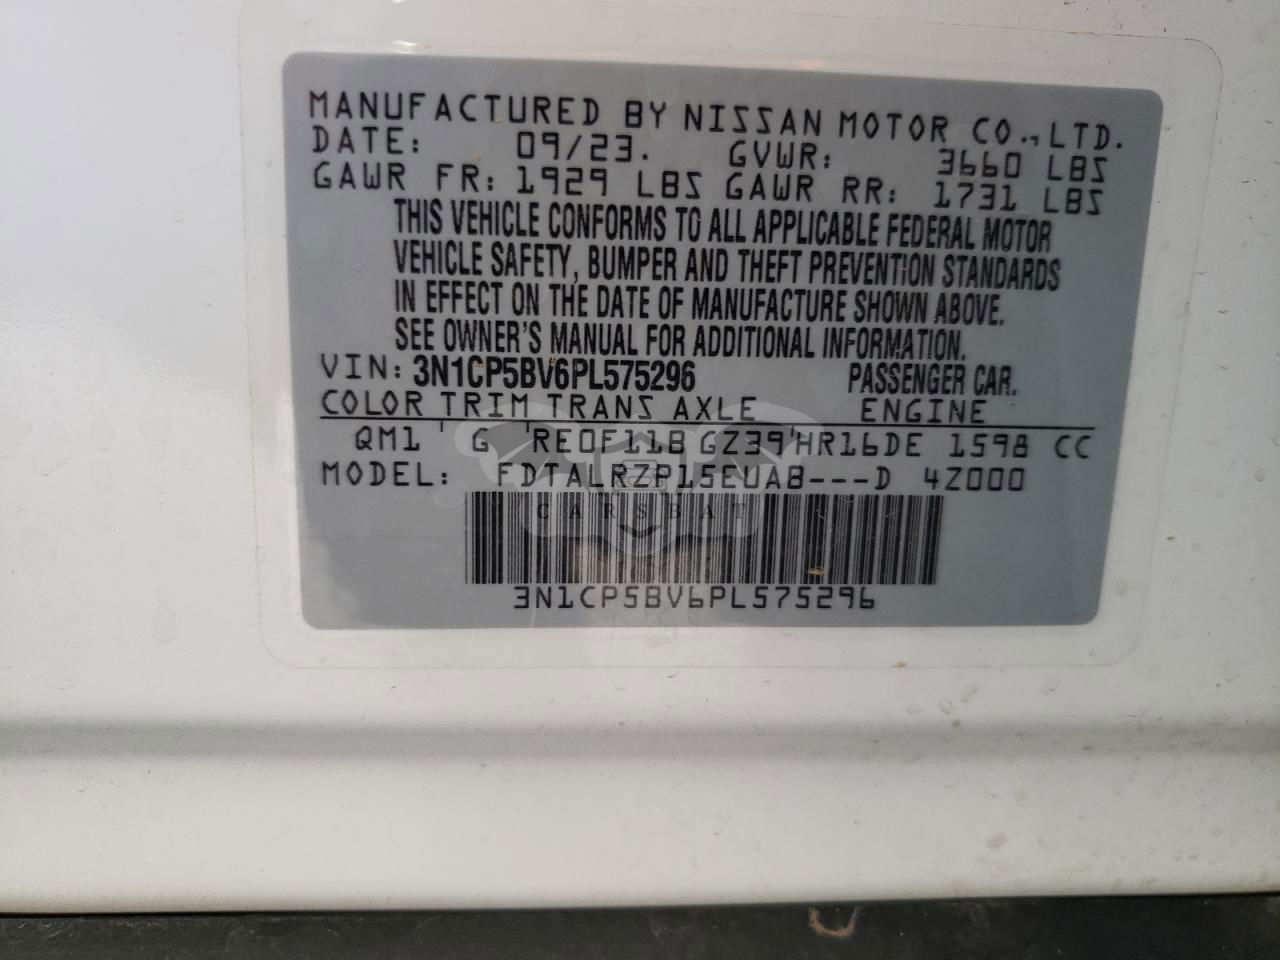 MANUFACTURED BY NISSAN MOTOR CO.,LTD.
DATE: 09/23. GVWR: 3660 LBS
GAWR FR: 1929 LBS GAWR RR: 1731 LBS
THIS VEHICLE CONFORMS TO ALL APPLICABLE FEDERAL MOTOR
VEHICLE SAFETY, BUMPER AND THEFT PREVENTION STANDARDS
IN EFFECT ON THE DATE OF MANUFACTURE SHOWN ABOVE.
SEE OWNER'S MANUAL FOR ADDITIONAL INFORMATION.
VIN: 3N1CP5BV6PL575296 PASSENGER CAR.
COLOR TRIM TRANS AXLE ENGINE
QM1 ' G 'RE0F11B GZ39'HR16DE 1598 CC
MODEL: FDTALRZP15EUAB---D 4Z000
CARSBAT
3N1CP5BV6PL575296